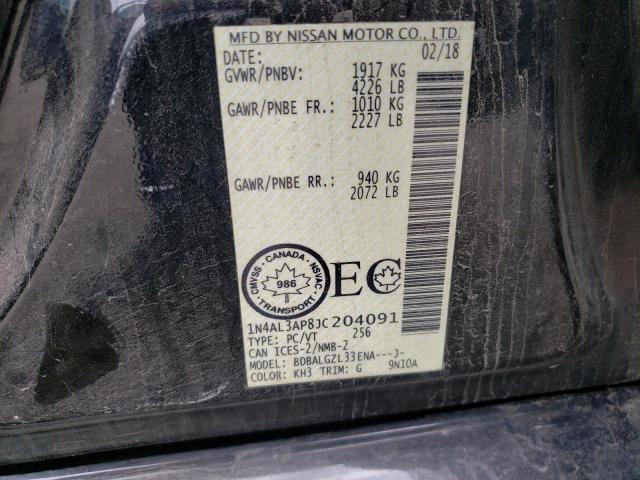 MFD BY NISSAN MOTOR CO., LTD.
DATE: 02/18
GVWR/PNBV: 1917 KG
4226 LB
GAWR/PNBE FR.: 1010 KG
2227 LB
GAWR/PNBE RR.: 940 KG
2072 LB
CMVSS · CANADA · NSVAC
986
TRANSPORT
EC
1N4AL3AP8JC204091
TYPE: PC/VT 256
CAN ICES-2/NMB-2
MODEL: BDBALGZL33ENA---J-
COLOR: KH3 TRIM: G 9N10A